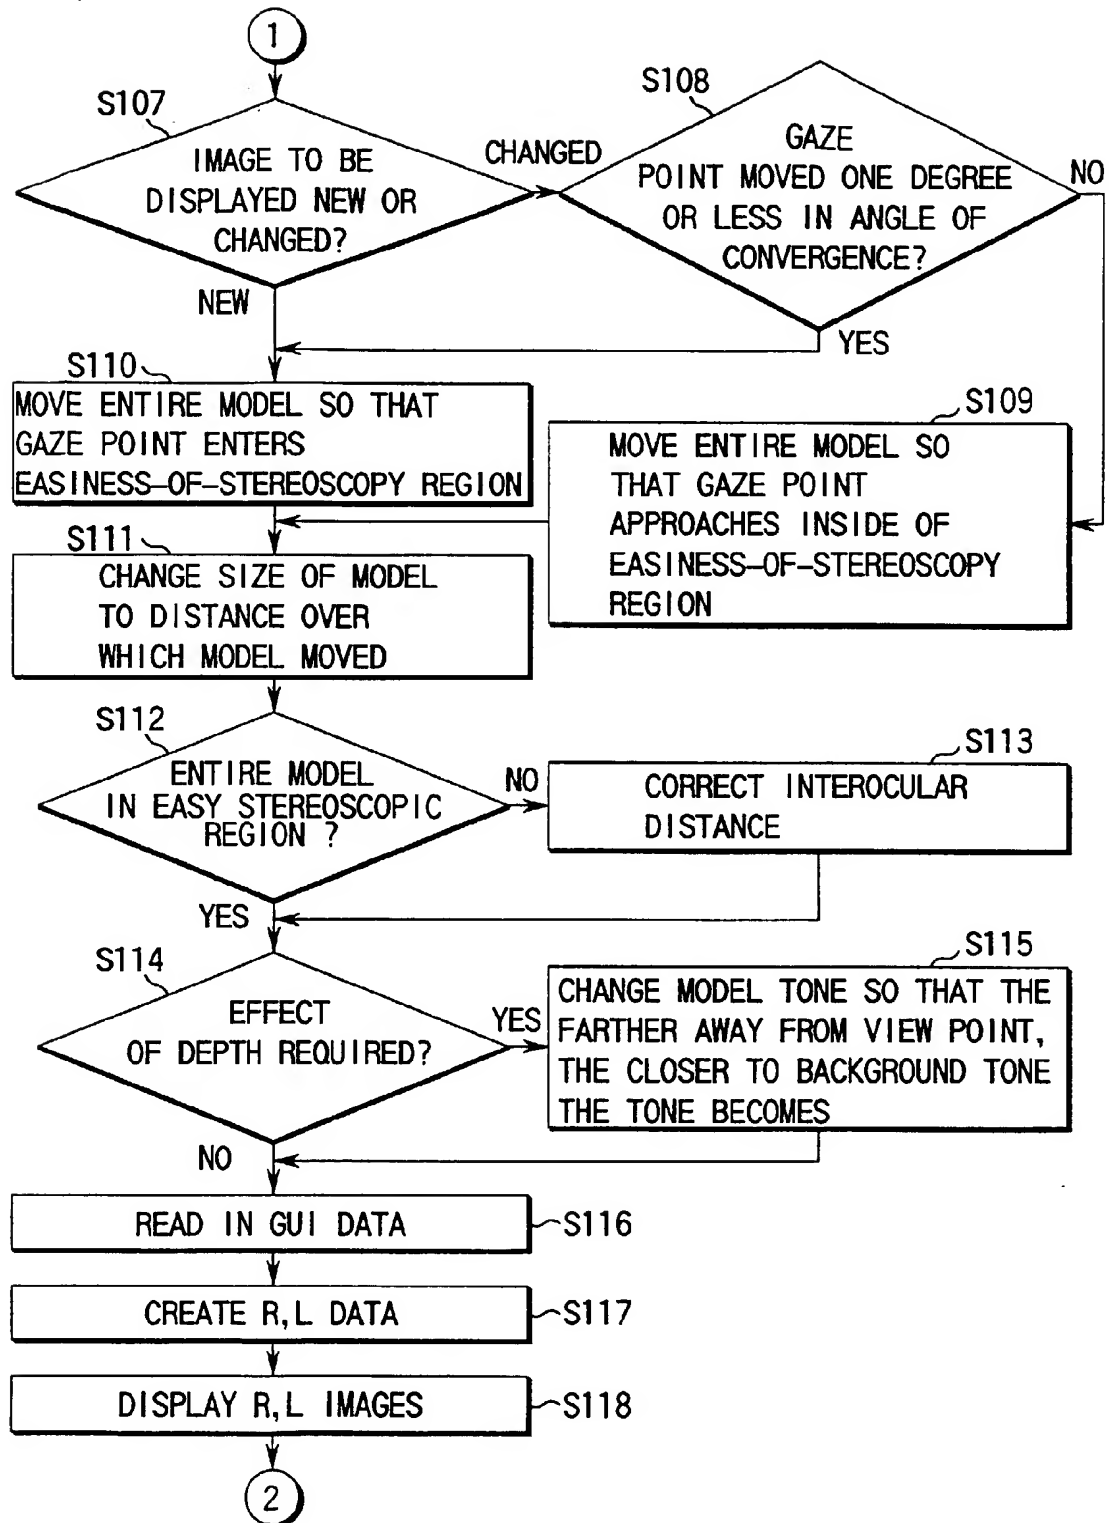 1
S107
IMAGE TO BE
DISPLAYED NEW OR
CHANGED?
CHANGED
S108
GAZE
POINT MOVED ONE DEGREE
OR LESS IN ANGLE OF
CONVERGENCE?
NO
NEW
YES
S110
MOVE ENTIRE MODEL SO THAT
GAZE POINT ENTERS
EASINESS-OF-STEREOSCOPY REGION
S109
MOVE ENTIRE MODEL SO
THAT GAZE POINT
APPROACHES INSIDE OF
EASINESS-OF-STEREOSCOPY
REGION
S111
CHANGE SIZE OF MODEL
TO DISTANCE OVER
WHICH MODEL MOVED
S112
ENTIRE MODEL
IN EASY STEREOSCOPIC
REGION ?
NO
S113
CORRECT INTEROCULAR
DISTANCE
YES
S114
EFFECT
OF DEPTH REQUIRED?
YES
S115
CHANGE MODEL TONE SO THAT THE
FARTHER AWAY FROM VIEW POINT,
THE CLOSER TO BACKGROUND TONE
THE TONE BECOMES
NO
READ IN GUI DATA
S116
CREATE R,L DATA
S117
DISPLAY R,L IMAGES
S118
2